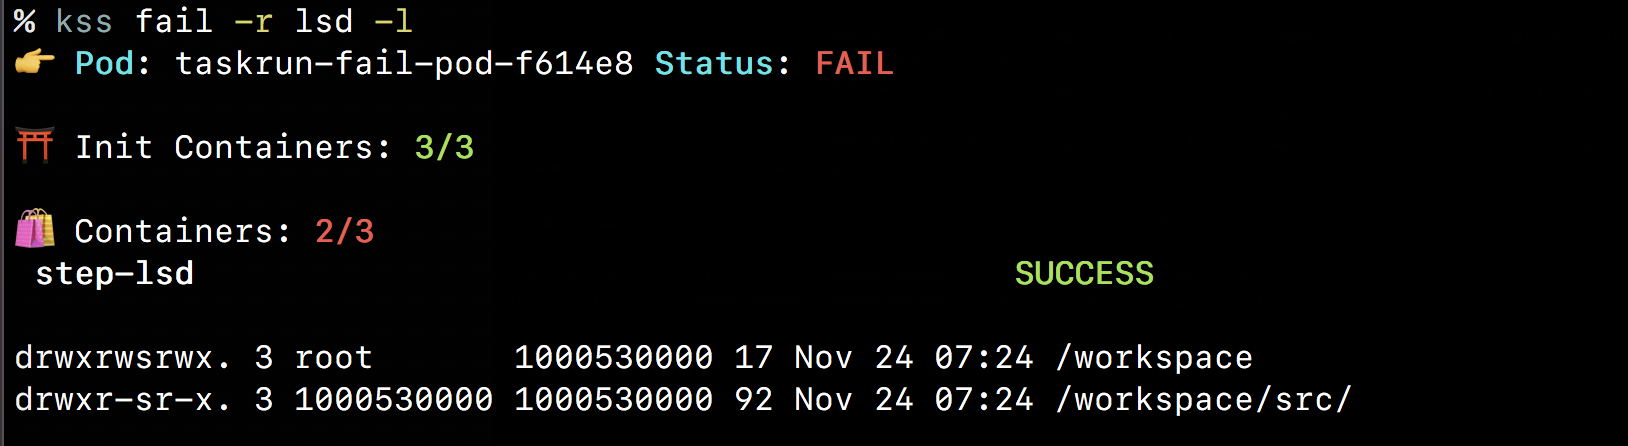 % kss fail -r lsd -l
👉 Pod: taskrun-fail-pod-f614e8 Status: FAIL
⛩ Init Containers: 3/3
🛍 Containers: 2/3
step-lsd SUCCESS
drwxrwsrwx. 3 root 1000530000 17 Nov 24 07:24 /workspace
drwxr-sr-x. 3 1000530000 1000530000 92 Nov 24 07:24 /workspace/src/